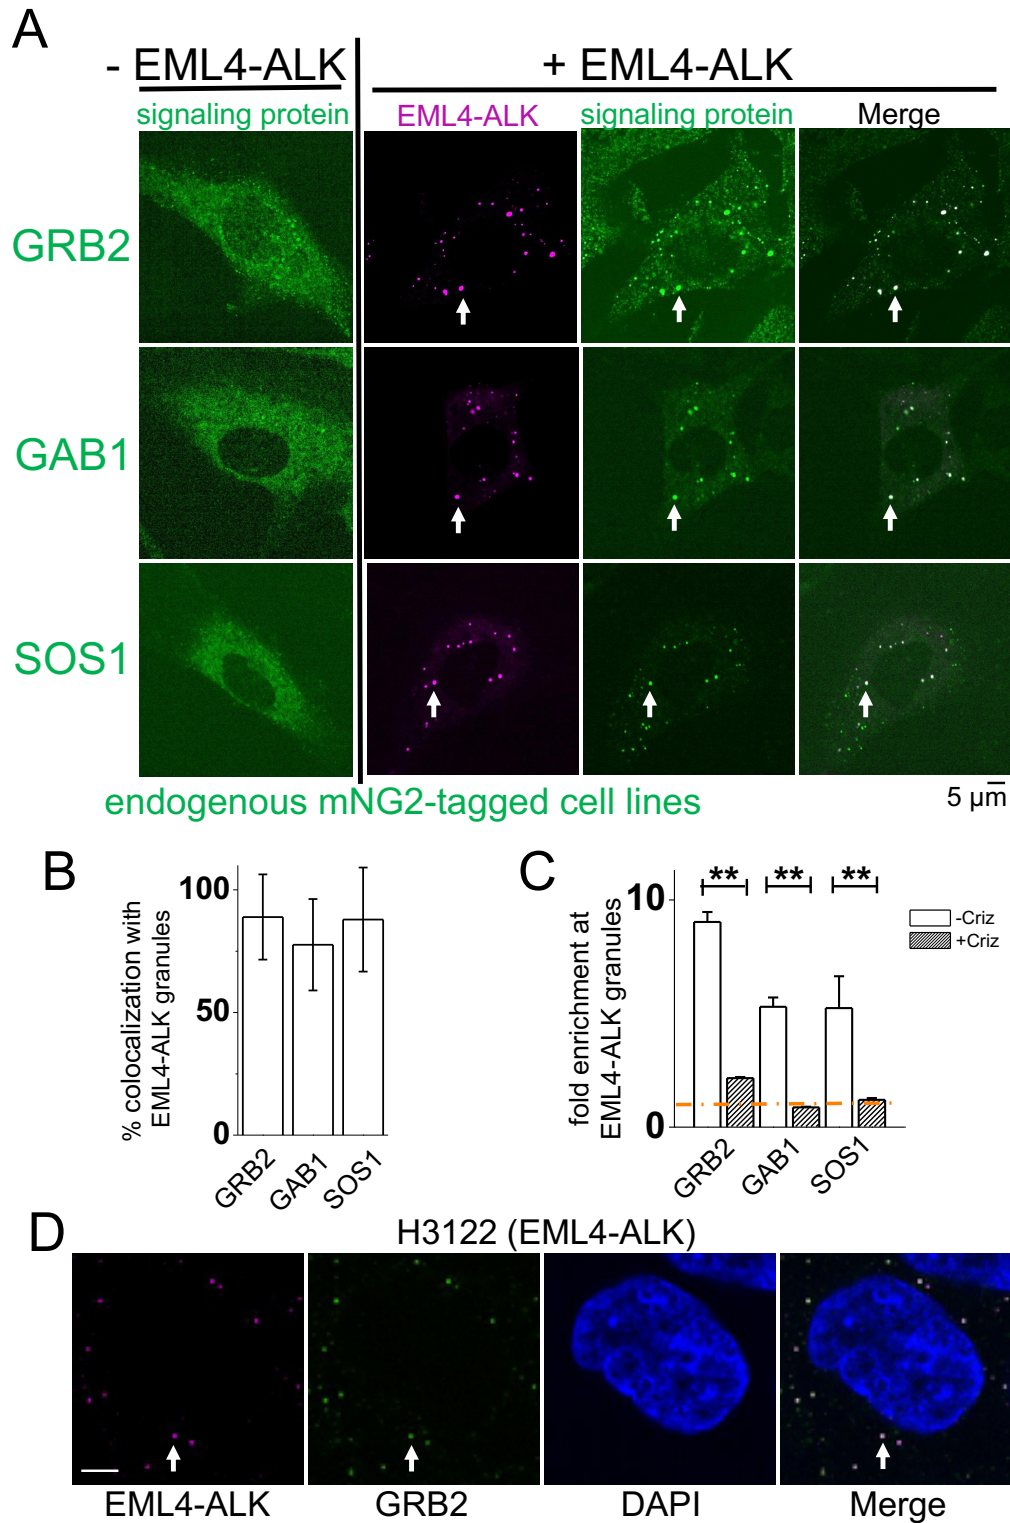 A
- EML4-ALK
+ EML4-ALK
signaling protein
EML4-ALK
signaling protein
Merge
GRB2
GAB1
SOS1
endogenous mNG2-tagged cell lines
5 µm
B
% colocalization with
EML4-ALK granules
100
50
0
GRB2
GAB1
SOS1
C
fold enrichment at
EML4-ALK granules
10
0
**
**
**
-Criz
+Criz
GRB2
GAB1
SOS1
D
H3122 (EML4-ALK)
EML4-ALK
GRB2
DAPI
Merge